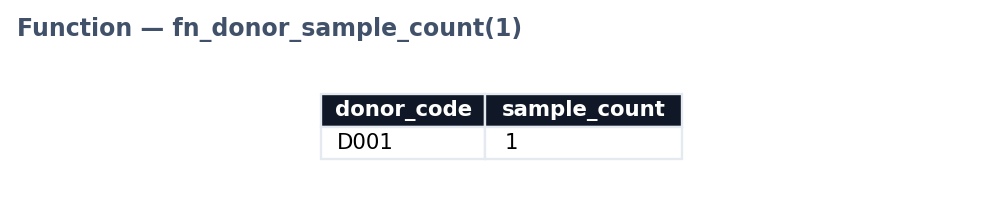 Function — fn_donor_sample_count(1)
donor_code sample_count
D001 1